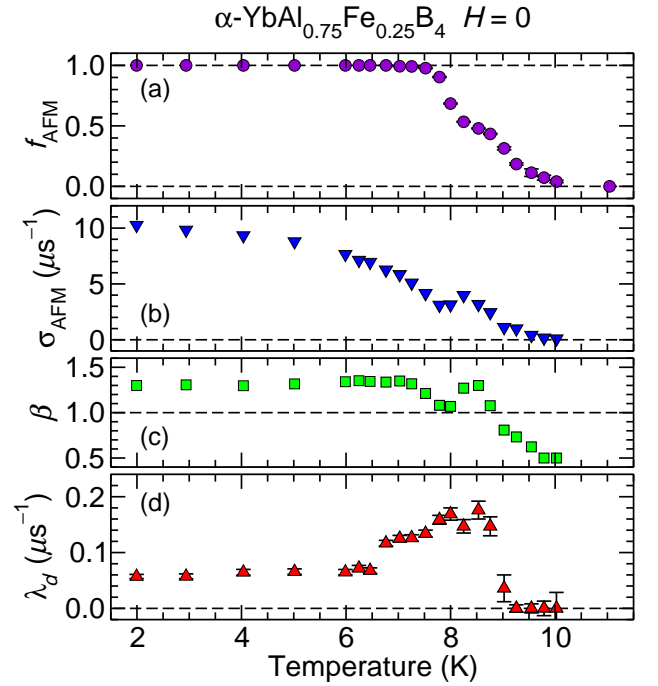 α-YbAl0.75Fe0.25B4 H = 0
(a)
fAFM
1.0
0.5
0.0
(b)
σAFM (μs−1)
10
5
0
(c)
β
1.5
1.0
0.5
(d)
λd (μs−1)
0.2
0.1
0.0
2 4 6 8 10
Temperature (K)